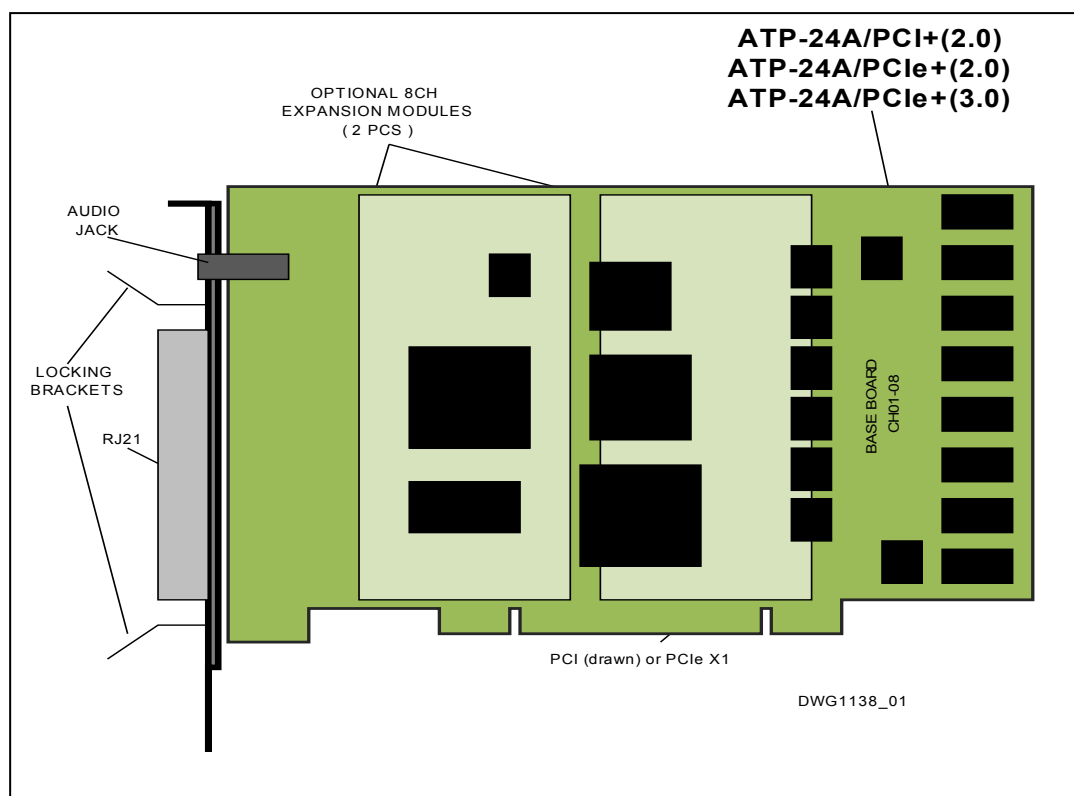 ATP-24A/PCI+(2.0)
ATP-24A/PCIe+(2.0)
ATP-24A/PCIe+(3.0)
OPTIONAL 8CH
EXPANSION MODULES
( 2 PCS )
AUDIO
JACK
LOCKING
BRACKETS
RJ21
BASE BOARD
CH01-08
PCI (drawn) or PCIe X1
DWG1138_01